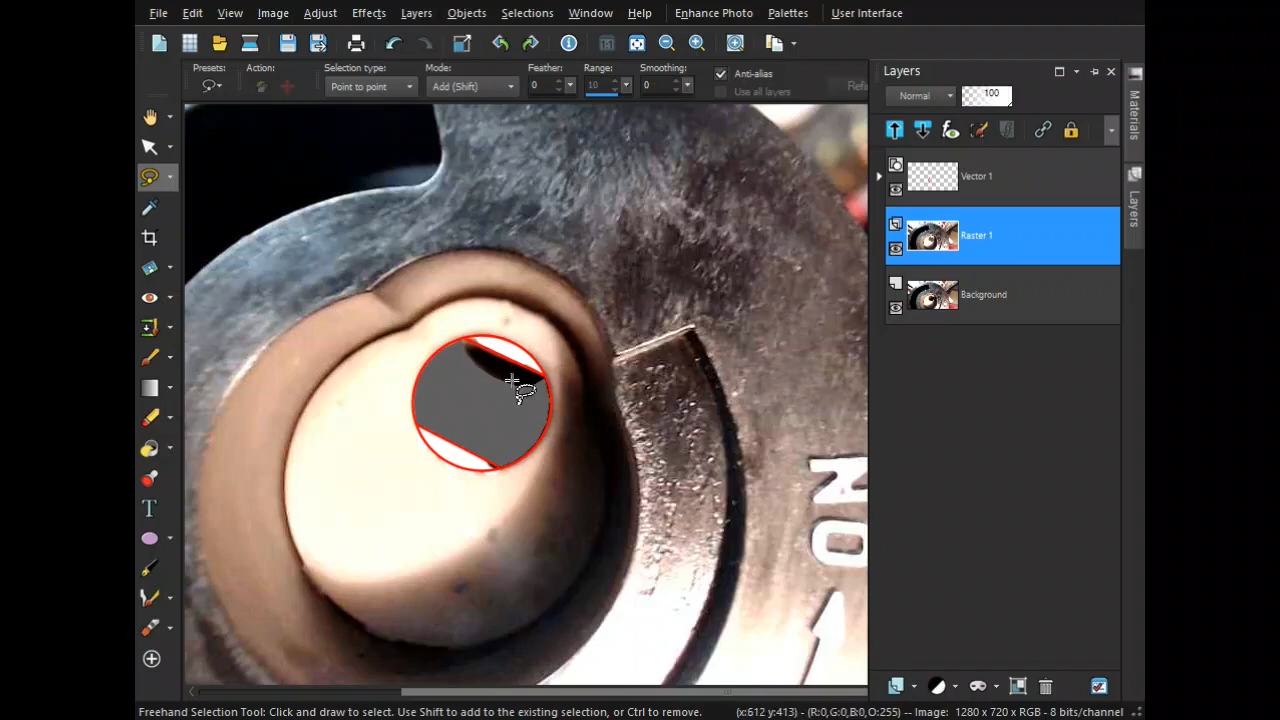 File Edit View Image Adjust Effects Layers Objects Selections Window Help Enhance Photo Palettes User Interface
Presets: Action: Selection type: Mode: Feather: Range: Smoothing: Anti-alias
Point to point Add (Shift) 0 10 0 Use all layers Refi
Layers
Normal 100
Vector 1
Raster 1
Background
Materials
Layers
NO
Freehand Selection Tool: Click and draw to select. Use Shift to add to the existing selection, or Ctrl to remove. (x:612 y:413) -- (R:0,G:0,B:0,O:255) -- Image: 1280 x 720 x RGB - 8 bits/channel